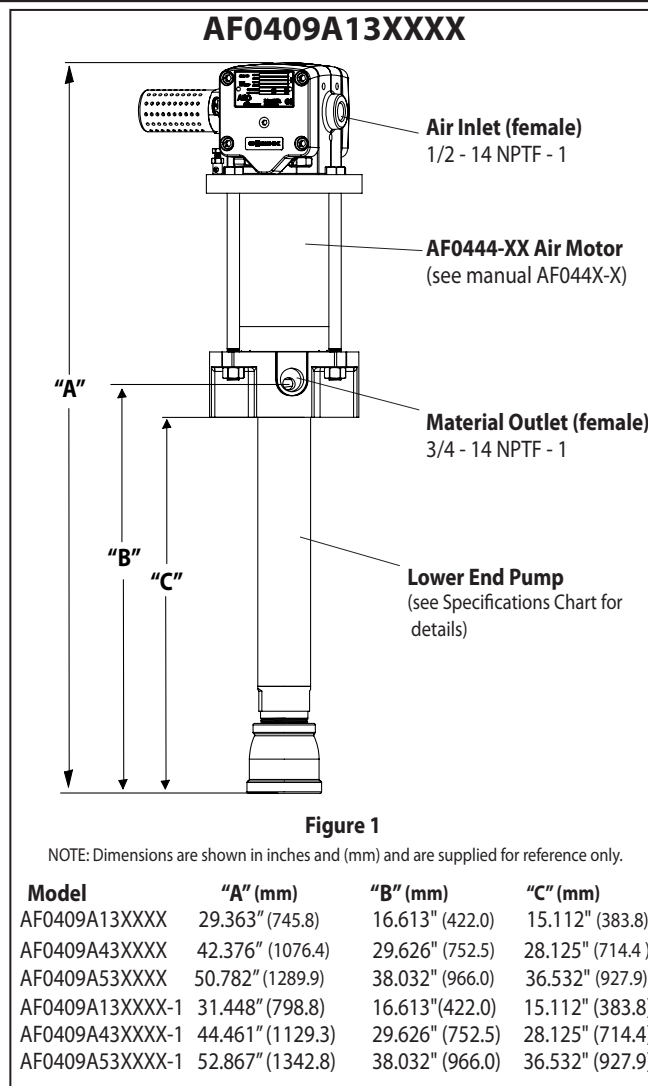 AF0409A13XXXX
Air Inlet (female)
1/2 - 14 NPTF - 1
AF0444-XX Air Motor
(see manual AF044X-X)
“A”
Material Outlet (female)
3/4 - 14 NPTF - 1
“B”
“C”
Lower End Pump
(see Specifications Chart for
details)
Figure 1
NOTE: Dimensions are shown in inches and (mm) and are supplied for reference only.
Model “A” (mm) “B” (mm) “C” (mm)
AF0409A13XXXX 29.363” (745.8) 16.613" (422.0) 15.112" (383.8)
AF0409A43XXXX 42.376” (1076.4) 29.626" (752.5) 28.125" (714.4 )
AF0409A53XXXX 50.782” (1289.9) 38.032" (966.0) 36.532" (927.9)
AF0409A13XXXX-1 31.448” (798.8) 16.613"(422.0) 15.112" (383.8)
AF0409A43XXXX-1 44.461” (1129.3) 29.626" (752.5) 28.125" (714.4)
AF0409A53XXXX-1 52.867” (1342.8) 38.032" (966.0) 36.532" (927.9)